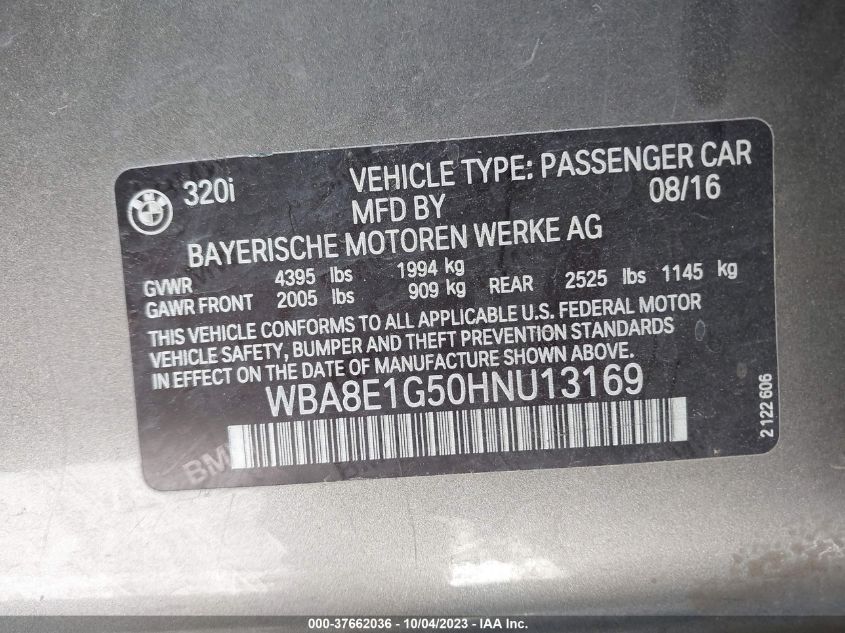 320i VEHICLE TYPE: PASSENGER CAR
MFD BY 08/16
BAYERISCHE MOTOREN WERKE AG
GVWR 4395 lbs 1994 kg
GAWR FRONT 2005 lbs 909 kg REAR 2525 lbs 1145 kg
THIS VEHICLE CONFORMS TO ALL APPLICABLE U.S. FEDERAL MOTOR
VEHICLE SAFETY, BUMPER AND THEFT PREVENTION STANDARDS
IN EFFECT ON THE DATE OF MANUFACTURE SHOWN ABOVE.
WBA8E1G50HNU13169
2 122 606
000-37662036 - 10/04/2023 - IAA Inc.